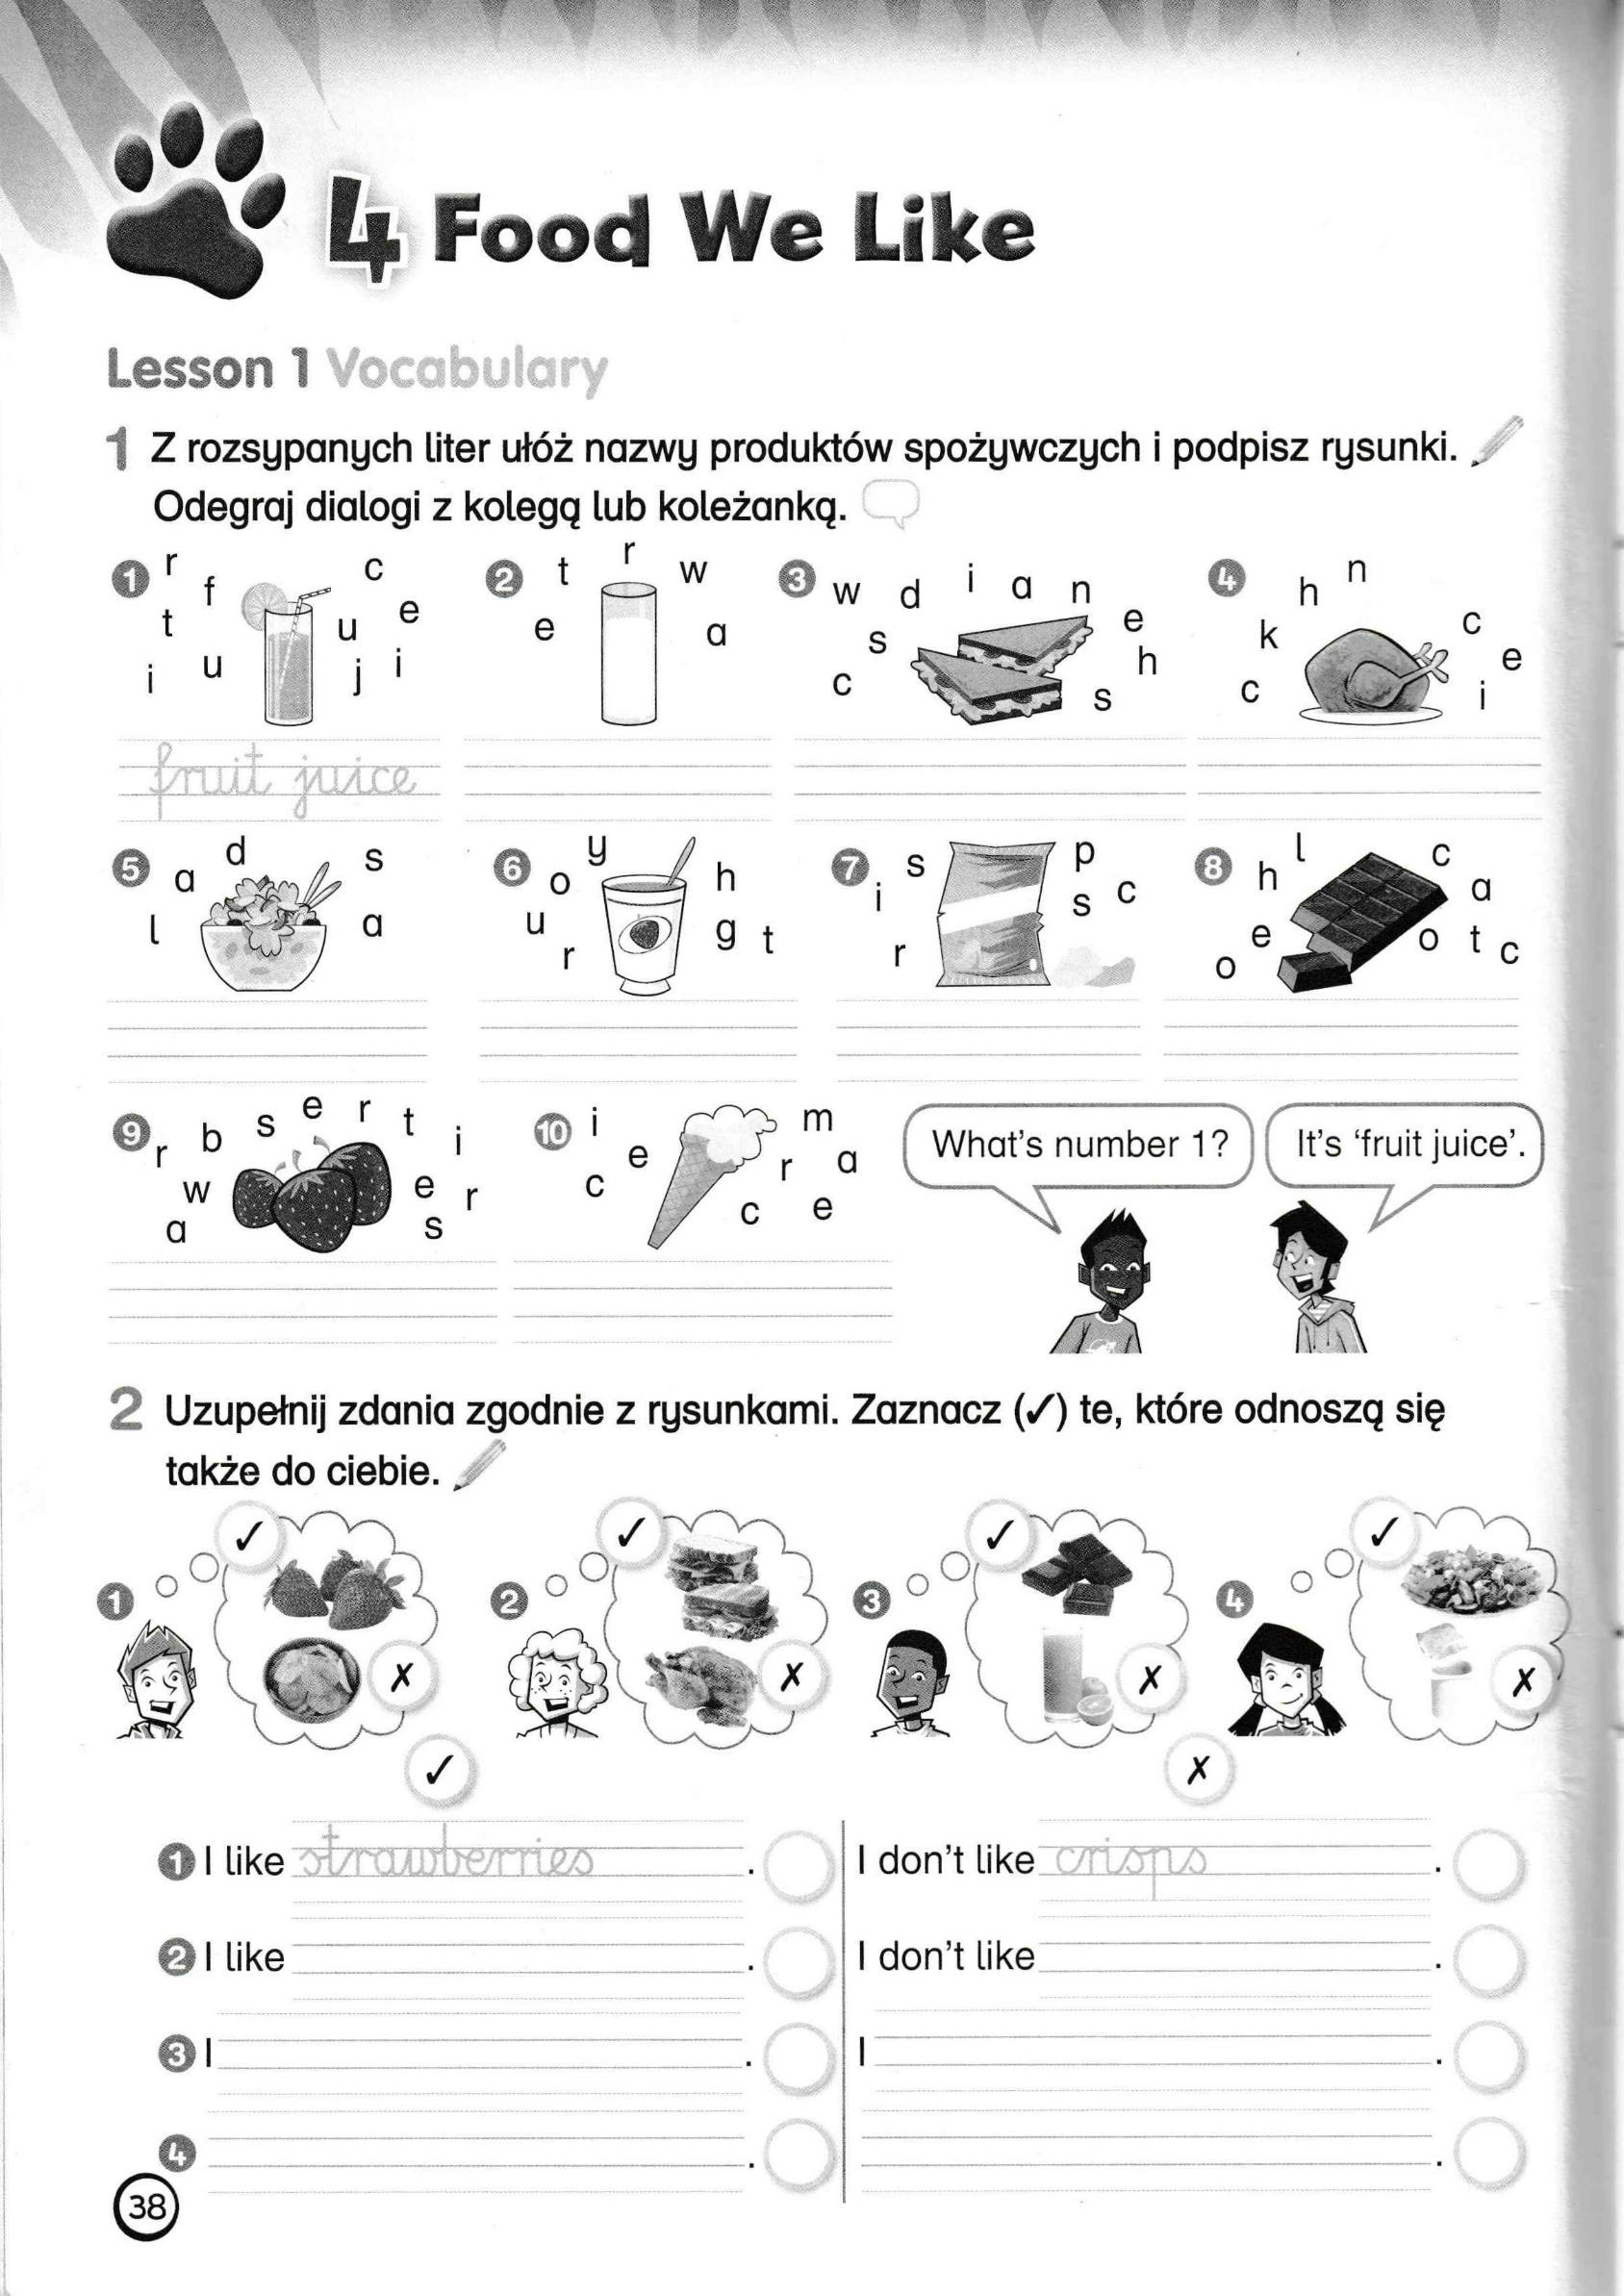 4 Food We Like
Lesson 1 Vocabulary
1 Z rozsypanych liter ułóż nazwy produktów spożywczych i podpisz rysunki.
Odegraj dialogi z kolegą lub koleżanką.
1 r f t i u c u e j i
2 t r w e a
3 w d i a n s e h c s
4 h n k c c e i
fruit juice
5 a d s l a
6 y o h u g t r
7 s p i s c r
8 h l c a e o t c o
9 r b s e r t i w e r a s
10 i m e r a c c e
What's number 1?
It's 'fruit juice'.
2 Uzupełnij zdania zgodnie z rysunkami. Zaznacz (✓) te, które odnoszą się
także do ciebie.
1 ✓ ✗
2 ✓ ✗
3 ✓ ✗
4 ✓ ✗
✓ ✗
1 I like strawberries . I don't like crisps .
2 I like . I don't like .
3 I . I .
4 . .
38